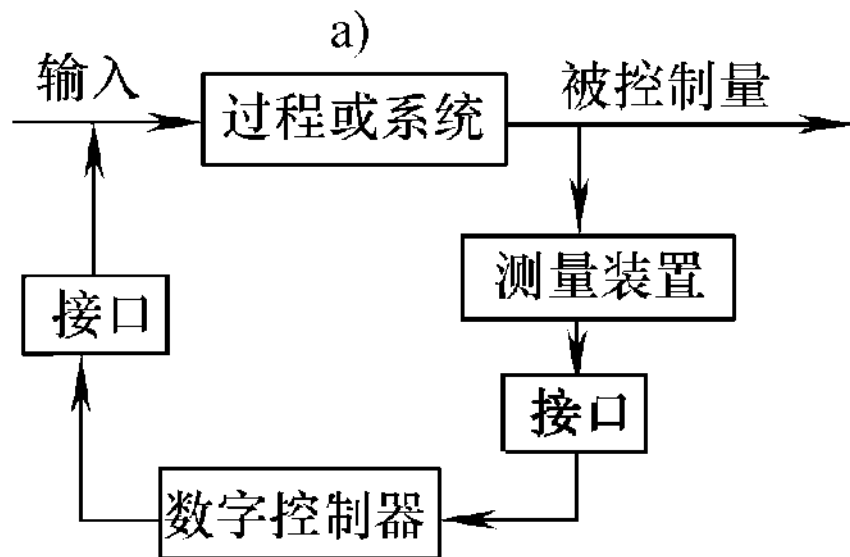 a)
输入
过程或系统
被控制量
测量装置
接口
接口
数字控制器